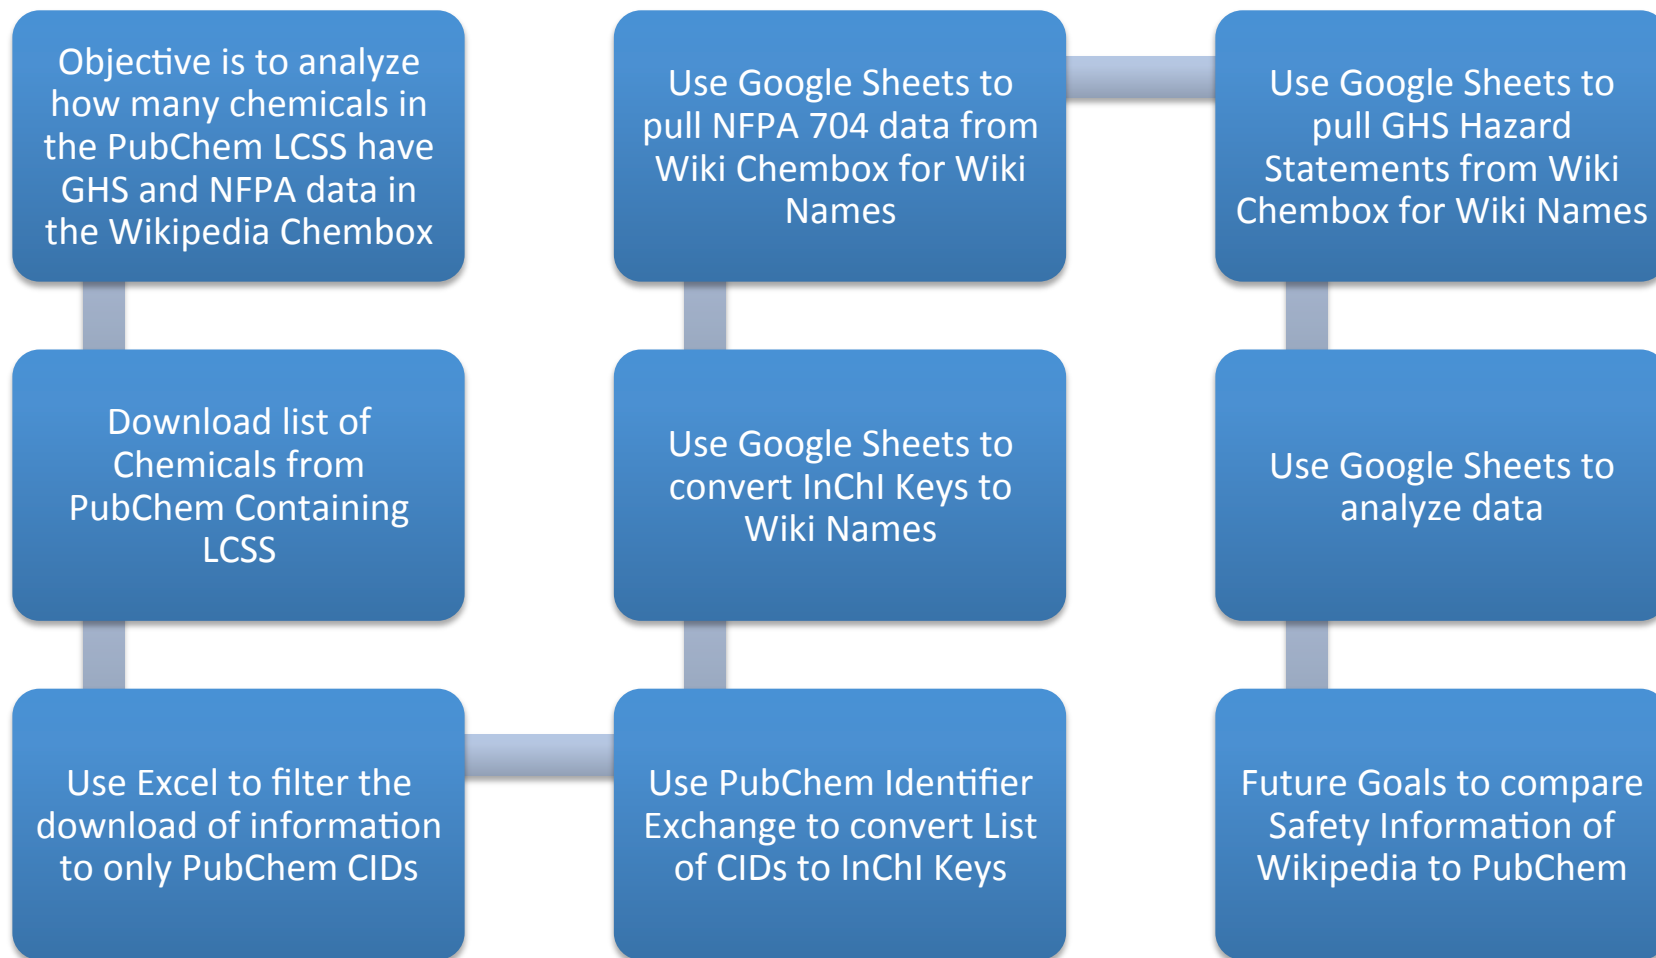 Objective is to analyze
how many chemicals in
the PubChem LCSS have
GHS and NFPA data in
the Wikipedia Chembox
Download list of
Chemicals from
PubChem Containing
LCSS
Use Excel to filter the
download of information
to only PubChem CIDs
Use PubChem Identifier
Exchange to convert List
of CIDs to InChI Keys
Use Google Sheets to
convert InChI Keys to
Wiki Names
Use Google Sheets to
pull NFPA 704 data from
Wiki Chembox for Wiki
Names
Use Google Sheets to
pull GHS Hazard
Statements from Wiki
Chembox for Wiki Names
Use Google Sheets to
analyze data
Future Goals to compare
Safety Information of
Wikipedia to PubChem